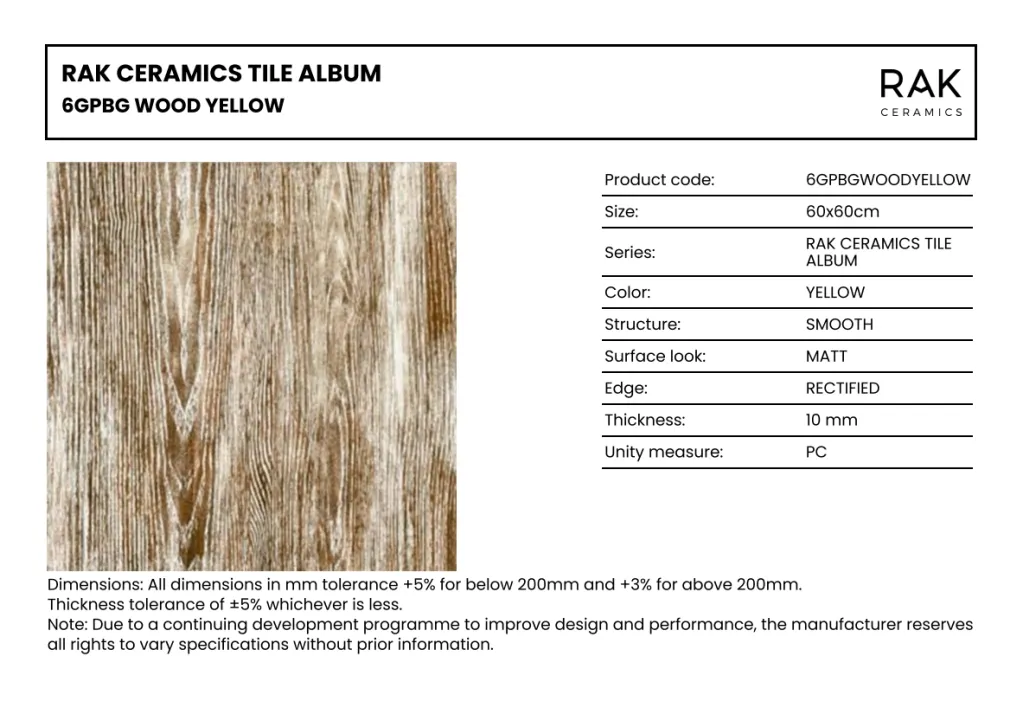 RAK CERAMICS TILE ALBUM
6GPBG WOOD YELLOW
RAK
CERAMICS
Product code: 6GPBGWOODYELLOW
Size: 60x60cm
Series: RAK CERAMICS TILE
ALBUM
Color: YELLOW
Structure: SMOOTH
Surface look: MATT
Edge: RECTIFIED
Thickness: 10 mm
Unity measure: PC
Dimensions: All dimensions in mm tolerance +5% for below 200mm and +3% for above 200mm.
Thickness tolerance of ±5% whichever is less.
Note: Due to a continuing development programme to improve design and performance, the manufacturer reserves
all rights to vary specifications without prior information.